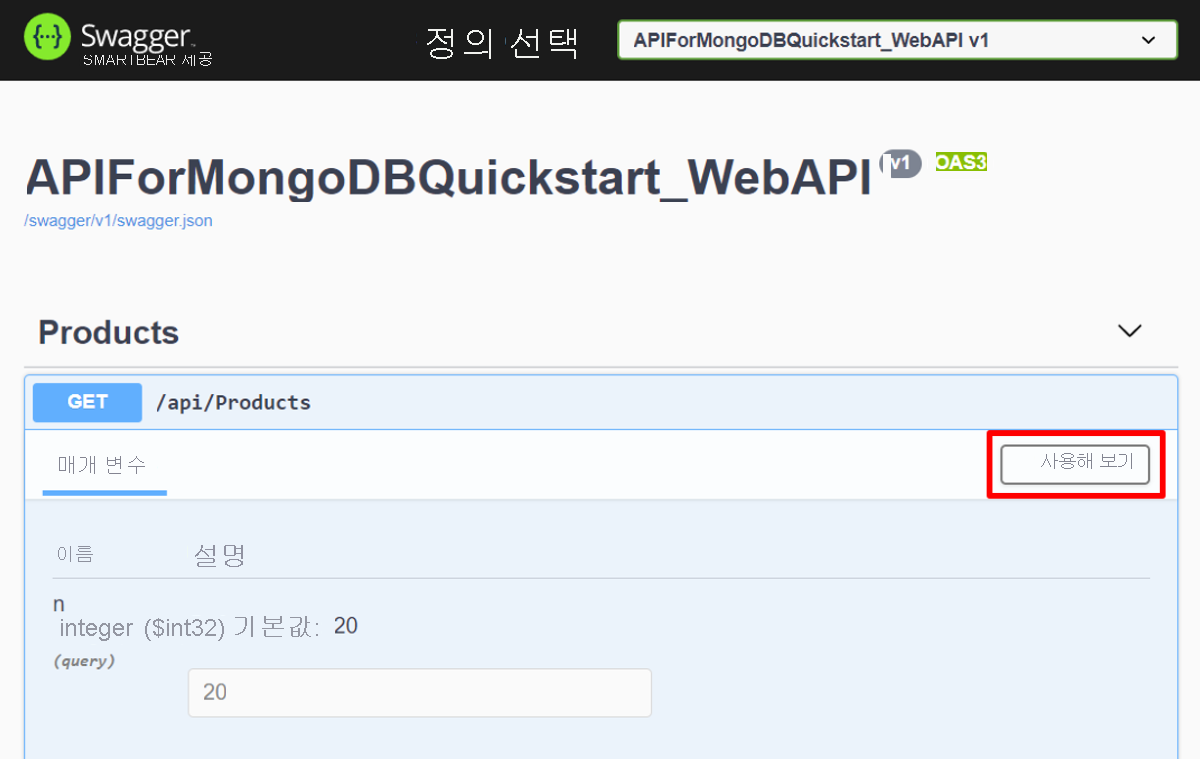 Swagger
SMARTBEAR 제공
정의 선택
APIForMongoDBQuickstart_WebAPI v1
APIForMongoDBQuickstart_WebAPI v1 OAS3
/swagger/v1/swagger.json
Products
GET /api/Products
매개 변수
사용해 보기
이름 설명
n
integer ($int32) 기본값: 20
(query)
20